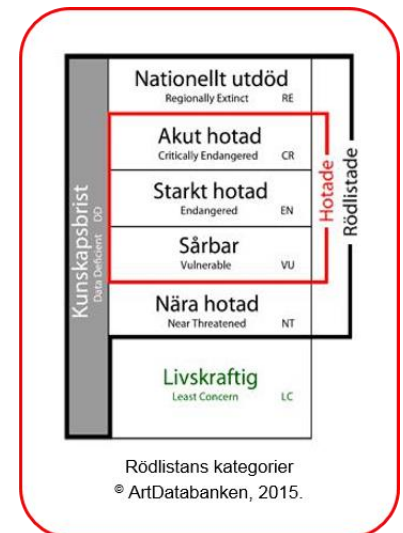 Nationellt utdöd
Regionally Extinct RE
Akut hotad
Critically Endangered CR
Starkt hotad
Endangered EN
Sårbar
Vulnerable VU
Nära hotad
Near Threatened NT
Livskraftig
Least Concern LC
Kunskapsbrist
Data Deficient DD
Hotade
Rödlistade
Rödlistans kategorier
© ArtDatabanken, 2015.